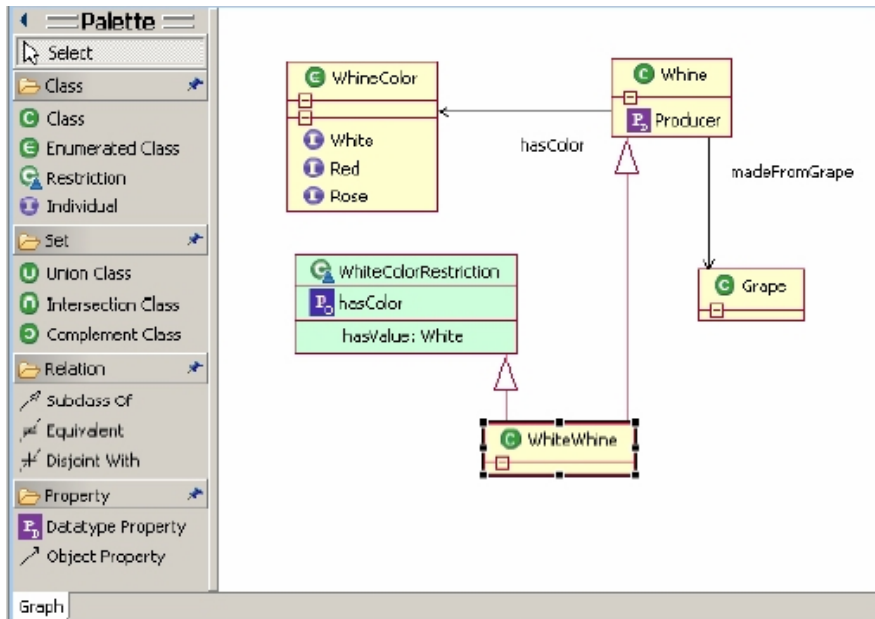 Palette
Select
Class
Class
Enumerated Class
Restriction
Individual
Set
Union Class
Intersection Class
Complement Class
Relation
Subclass Of
Equivalent
Disjoint With
Property
Datatype Property
Object Property
Graph
WhineColor
White
Red
Rose
Whine
Producer
hasColor
madeFromGrape
WhiteColorRestriction
hasColor
hasValue: White
Grape
WhiteWhine